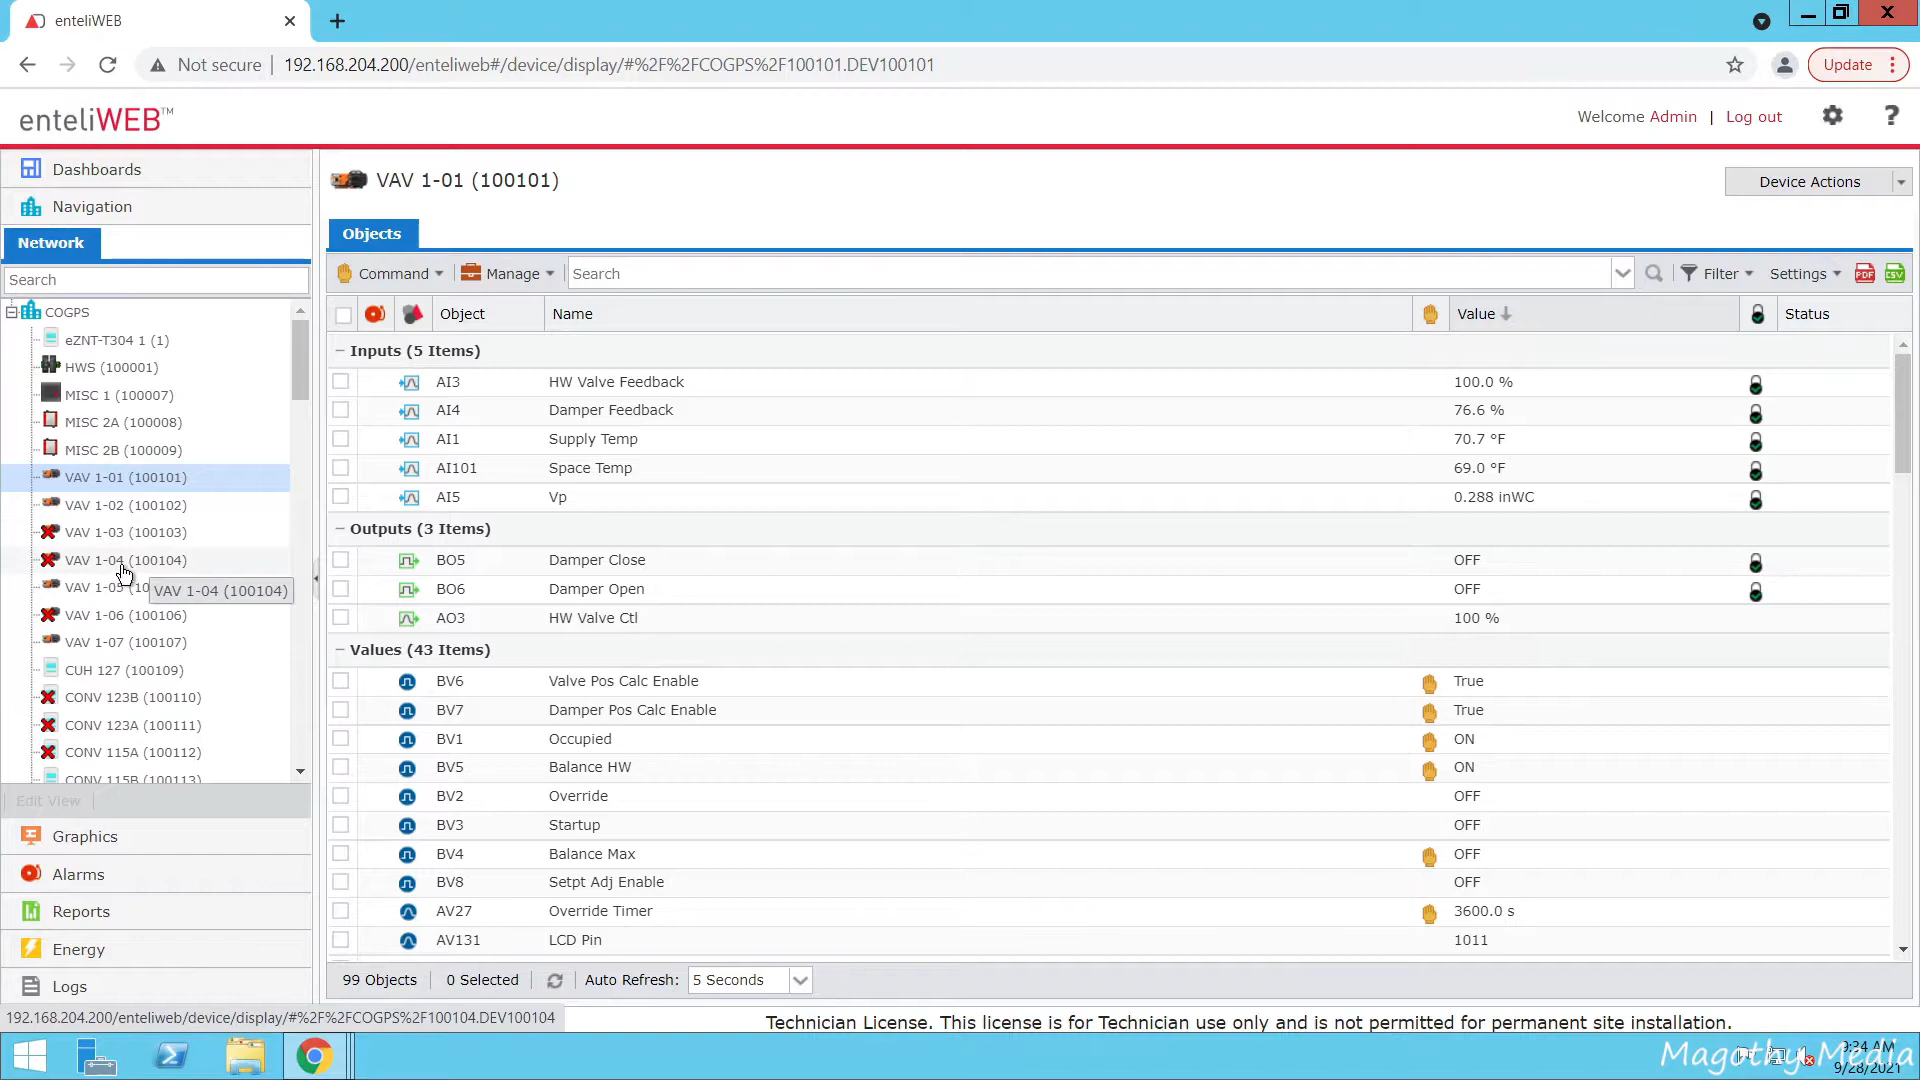 enteliWEB
Not secure
192.168.204.200/enteliweb#/device/display/#%2F%2FCOGPS%2F100101.DEV100101
Update
enteliWEB™
Welcome Admin | Log out
?
Dashboards
Navigation
Network
Search
COGPS
eZNT-T304 1 (1)
HWS (100001)
MISC 1 (100007)
MISC 2A (100008)
MISC 2B (100009)
VAV 1-01 (100101)
VAV 1-02 (100102)
VAV 1-03 (100103)
VAV 1-04 (100104)
VAV 1-05 (10
VAV 1-04 (100104)
VAV 1-06 (100106)
VAV 1-07 (100107)
CUH 127 (100109)
CONV 123B (100110)
CONV 123A (100111)
CONV 115A (100112)
CONV 115B (100113)
Edit View
Graphics
Alarms
Reports
Energy
Logs
VAV 1-01 (100101)
Device Actions
Objects
Command Manage Search Filter Settings PDF CSV
Object Name Value Status
Inputs (5 Items)
AI3 HW Valve Feedback 100.0 %
AI4 Damper Feedback 76.6 %
AI1 Supply Temp 70.7 °F
AI101 Space Temp 69.0 °F
AI5 Vp 0.288 inWC
Outputs (3 Items)
BO5 Damper Close OFF
BO6 Damper Open OFF
AO3 HW Valve Ctl 100 %
Values (43 Items)
BV6 Valve Pos Calc Enable True
BV7 Damper Pos Calc Enable True
BV1 Occupied ON
BV5 Balance HW ON
BV2 Override OFF
BV3 Startup OFF
BV4 Balance Max OFF
BV8 Setpt Adj Enable OFF
AV27 Override Timer 3600.0 s
AV131 LCD Pin 1011
99 Objects 0 Selected Auto Refresh: 5 Seconds
192.168.204.200/enteliweb/device/display/#%2F%2FCOGPS%2F100104.DEV100104
Technician License. This license is for Technician use only and is not permitted for permanent site installation.
9:34 AM
Magothy Media
9/28/2021